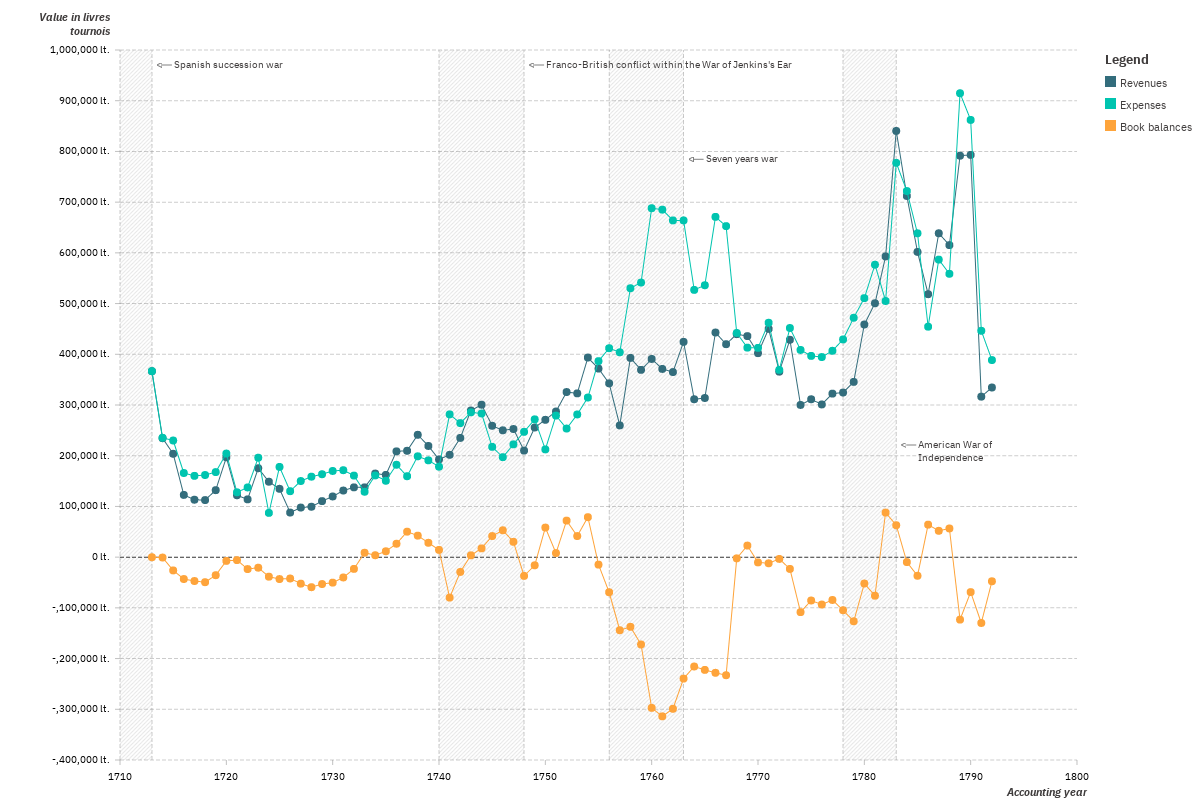 Value in livres
tournois
1,000,000 lt.
900,000 lt.
800,000 lt.
700,000 lt.
600,000 lt.
500,000 lt.
400,000 lt.
300,000 lt.
200,000 lt.
100,000 lt.
0 lt.
-,100,000 lt.
-,200,000 lt.
-,300,000 lt.
-,400,000 lt.
Spanish succession war
Franco-British conflict within the War of Jenkins's Ear
Seven years war
American War of
Independence
Legend
Revenues
Expenses
Book balances
1710 1720 1730 1740 1750 1760 1770 1780 1790 1800
Accounting year